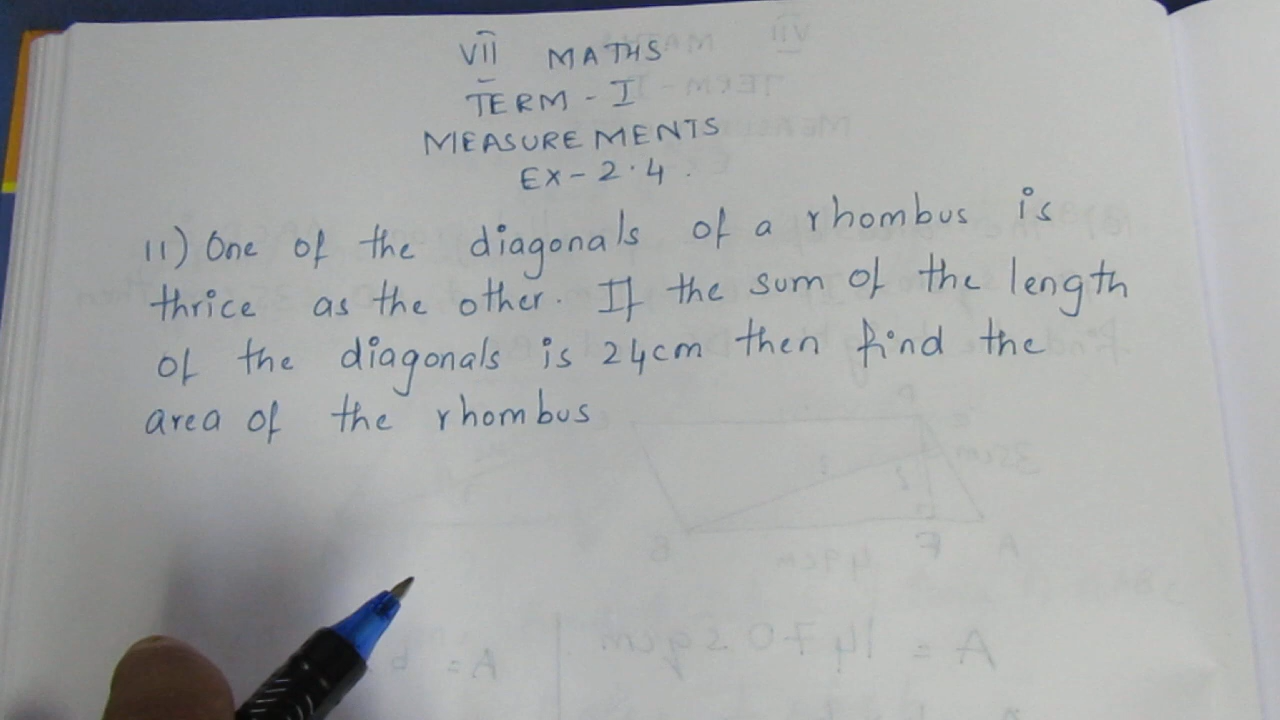 VII MATHS
TERM - I
MEASUREMENTS
EX - 2.4.
11) One of the diagonals of a rhombus is
thrice as the other. If the sum of the length
of the diagonals is 24cm then find the
area of the rhombus